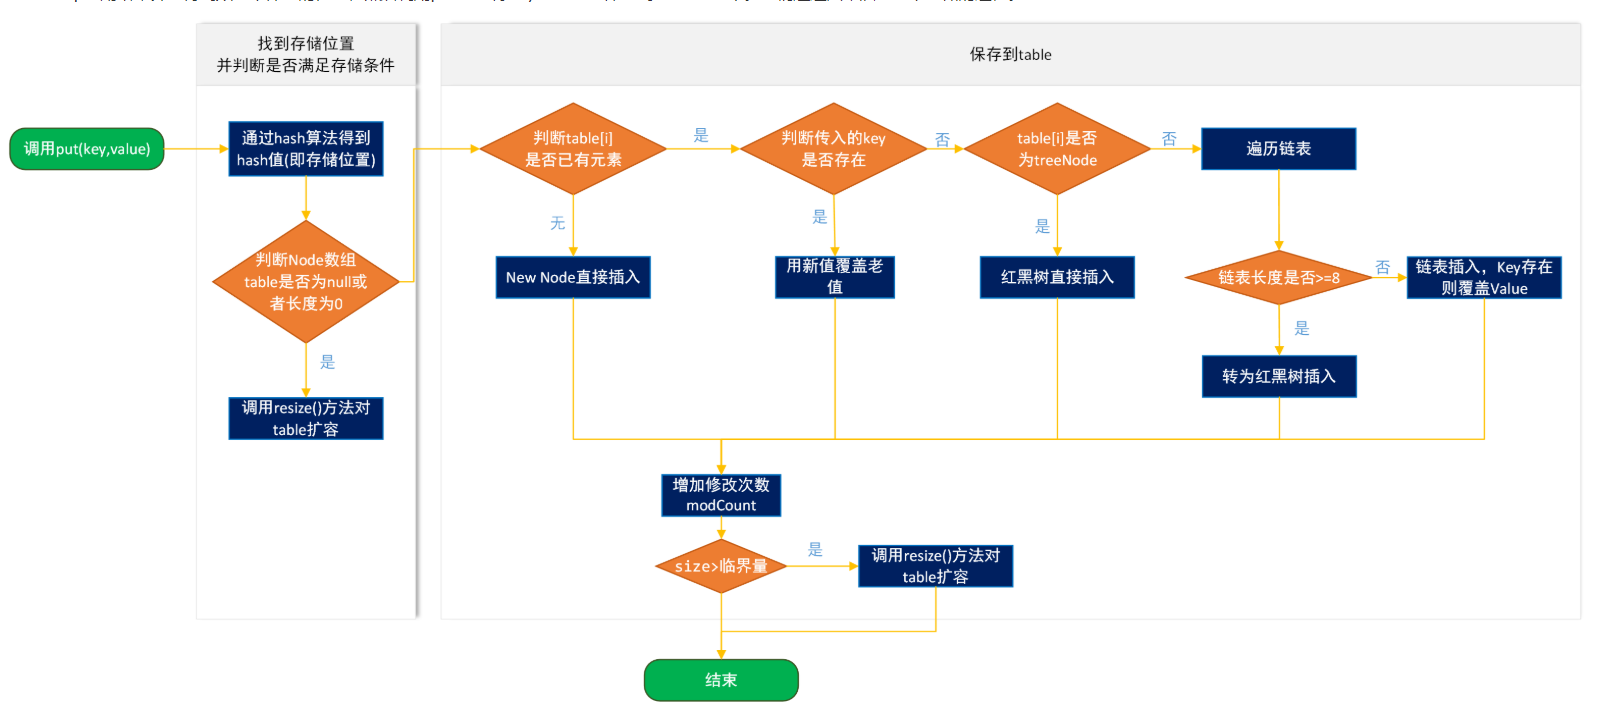 找到存储位置
并判断是否满足存储条件
保存到table
调用put(key,value)
通过hash算法得到
hash值(即存储位置)
判断Node数组
table是否为null或
者长度为0
是
调用resize()方法对
table扩容
判断table[i]
是否已有元素
是
无
New Node直接插入
判断传入的key
是否存在
否
是
用新值覆盖老
值
table[i]是否
为treeNode
否
是
红黑树直接插入
遍历链表
链表长度是否>=8
否
是
链表插入，Key存在
则覆盖Value
转为红黑树插入
增加修改次数
modCount
size>临界量
是
调用resize()方法对
table扩容
结束